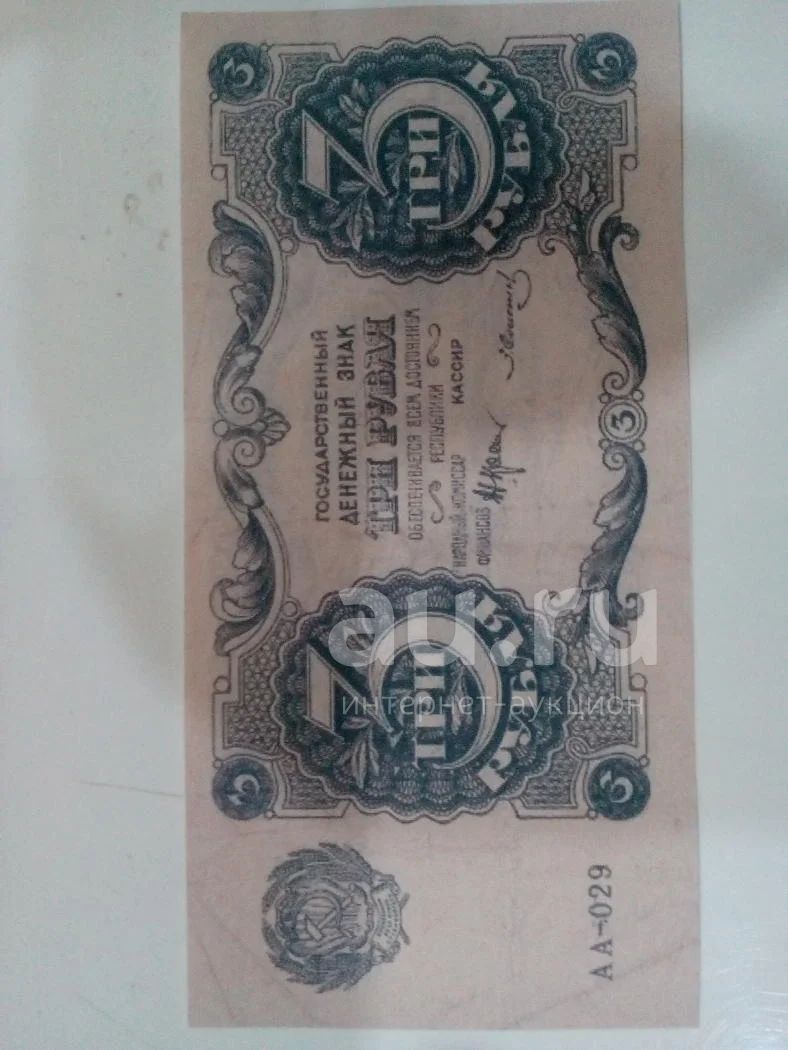 ГОСУДАРСТВЕННЫЙ
ДЕНЕЖНЫЙ ЗНАК
ТРИ РУБЛЯ
ОБЕСПЕЧИВАЕТСЯ ВСЕМ ДОСТОЯНИЕМ
РЕСПУБЛИКИ
НАРОДНЫЙ КОМИССАР
ФИНАНСОВ
КАССИР
3
ТРИ
РУБЛЯ
3
ТРИ
РУБЛЯ
3
3
3
3
3
АА-029
au.ru
интернет-аукцион